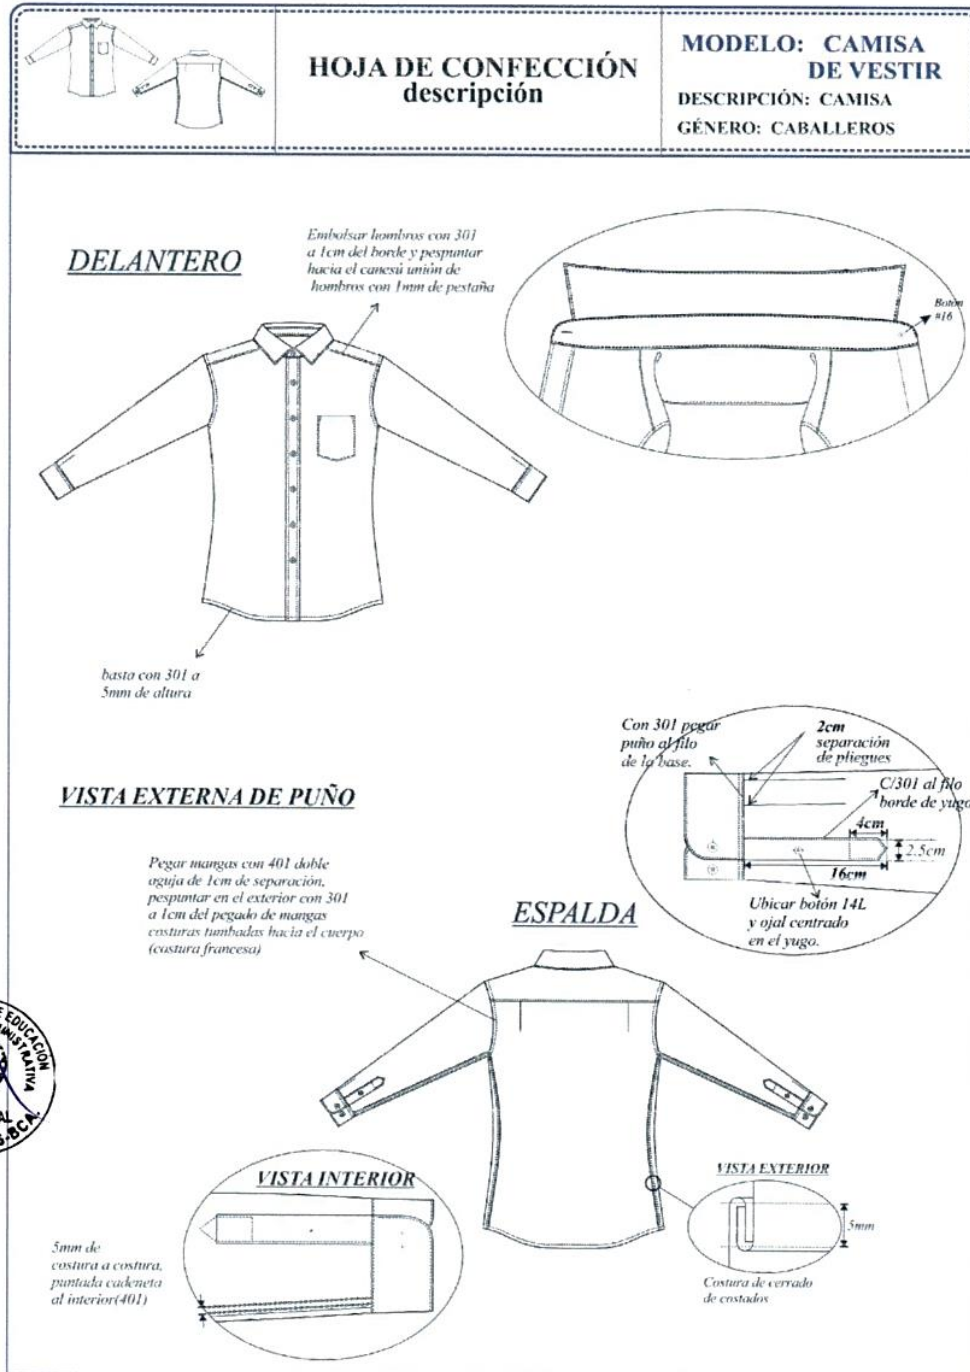 HOJA DE CONFECCIÓN
descripción
MODELO: CAMISA
DE VESTIR
DESCRIPCIÓN: CAMISA
GÉNERO: CABALLEROS
DELANTERO
Embolsar hombros con 301
a 1cm del borde y pespuntar
hacia el canesú unión de
hombros con 1mm de pestaña
Botón
#16
basta con 301 a
5mm de altura
Con 301 pegar
puño al filo
de la base.
2cm
separación
de pliegues
C/301 al filo
borde de yugo
4cm
2.5cm
16cm
Ubicar botón 14L
y ojal centrado
en el yugo.
VISTA EXTERNA DE PUÑO
Pegar mangas con 401 doble
aguja de 1cm de separación,
pespuntar en el exterior con 301
a 1cm del pegado de mangas
costuras tumbadas hacia el cuerpo
(costura francesa)
ESPALDA
EDUCACIÓN
VISTA INTERIOR
5mm de
costura a costura,
puntada cadeneta
al interior(401)
VISTA EXTERIOR
5mm
Costura de cerrado
de costados